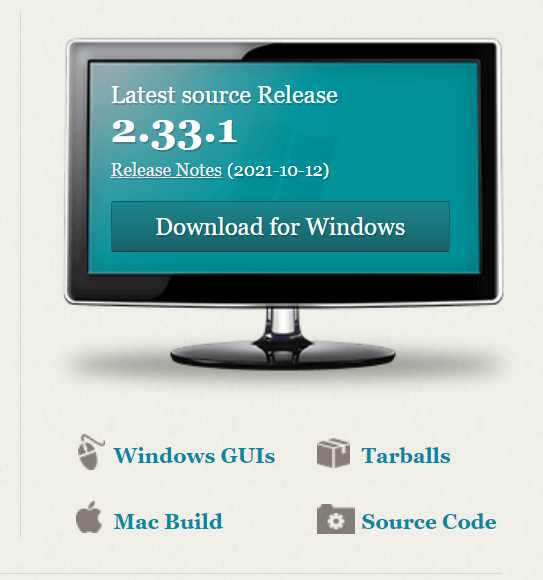 Latest source Release
2.33.1
Release Notes (2021-10-12)
Download for Windows
Windows GUIs
Tarballs
Mac Build
Source Code